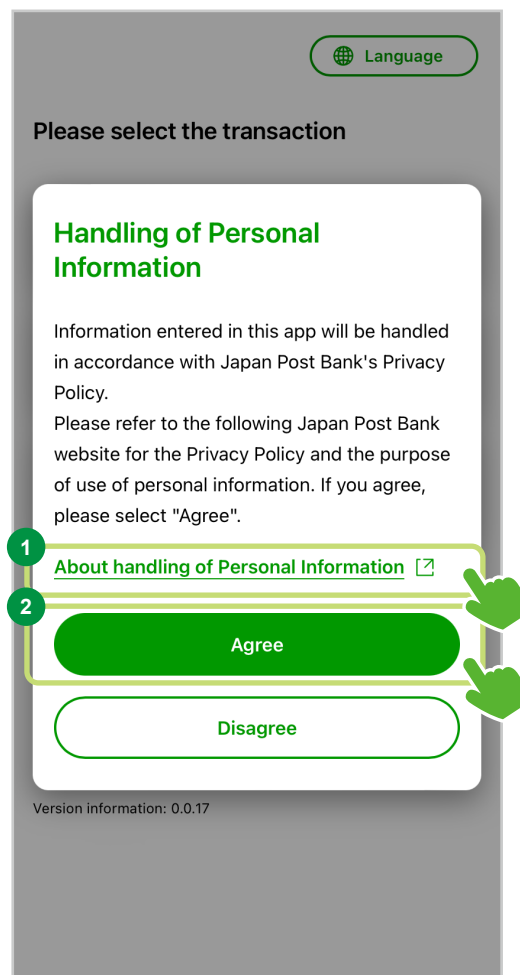 Language
Please select the transaction
Handling of Personal
Information
Information entered in this app will be handled
in accordance with Japan Post Bank's Privacy
Policy.
Please refer to the following Japan Post Bank
website for the Privacy Policy and the purpose
of use of personal information. If you agree,
please select "Agree".
1
About handling of Personal Information
2
Agree
Disagree
Version information: 0.0.17